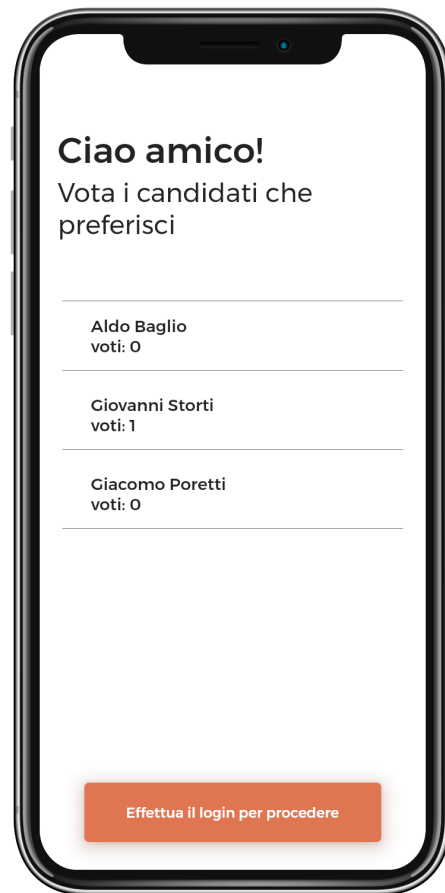 Ciao amico!
Vota i candidati che
preferisci
Aldo Baglio
voti: 0
Giovanni Storti
voti: 1
Giacomo Poretti
voti: 0
Effettua il login per procedere